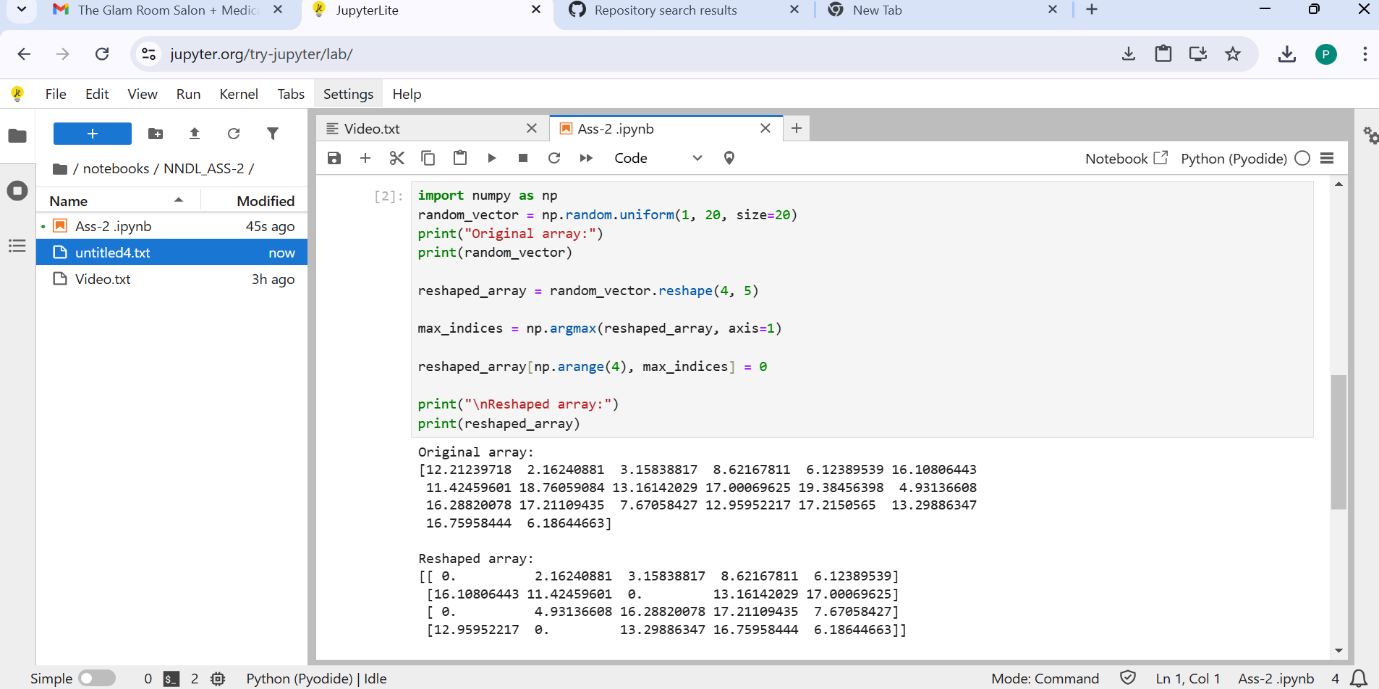 The Glam Room Salon + Medic
JupyterLite
Repository search results
New Tab
jupyter.org/try-jupyter/lab/
P
File Edit View Run Kernel Tabs Settings Help
Video.txt
Ass-2 .ipynb
Code
Notebook
Python (Pyodide)
/ notebooks / NNDL_ASS-2 /
Name Modified
Ass-2 .ipynb 45s ago
untitled4.txt now
Video.txt 3h ago
[2]:
import numpy as np
random_vector = np.random.uniform(1, 20, size=20)
print("Original array:")
print(random_vector)
reshaped_array = random_vector.reshape(4, 5)
max_indices = np.argmax(reshaped_array, axis=1)
reshaped_array[np.arange(4), max_indices] = 0
print("\nReshaped array:")
print(reshaped_array)
Original array:
[12.21239718 2.16240881 3.15838817 8.62167811 6.12389539 16.10806443
11.42459601 18.76059084 13.16142029 17.00069625 19.38456398 4.93136608
16.28820078 17.21109435 7.67058427 12.95952217 17.2150565 13.29886347
16.75958444 6.18644663]
Reshaped array:
[[ 0. 2.16240881 3.15838817 8.62167811 6.12389539]
[16.10806443 11.42459601 0. 13.16142029 17.00069625]
[ 0. 4.93136608 16.28820078 17.21109435 7.67058427]
[12.95952217 0. 13.29886347 16.75958444 6.18644663]]
Simple 0 $_ 2 Python (Pyodide) | Idle Mode: Command Ln 1, Col 1 Ass-2 .ipynb 4